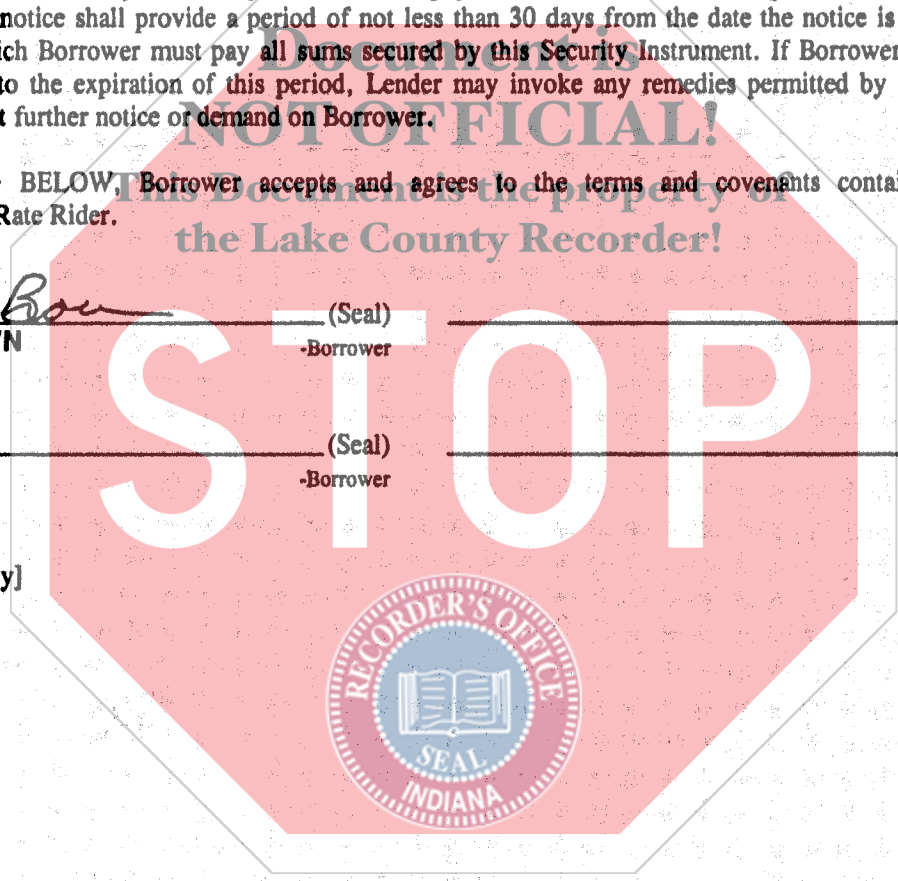 notice shall provide a period of not less than 30 days from the date the notice is
ich Borrower must pay all sums secured by this Security Instrument. If Borrower
to the expiration of this period, Lender may invoke any remedies permitted by
t further notice or demand on Borrower.
BELOW, Borrower accepts and agrees to the terms and covenants contai
Rate Rider.
Document is
NOT OFFICIAL!
This Document is the property of
the Lake County Recorder!
(Seal)
-Borrower
(Seal)
-Borrower
STOP
y]
RECORDER'S OFFICE
SEAL
INDIANA